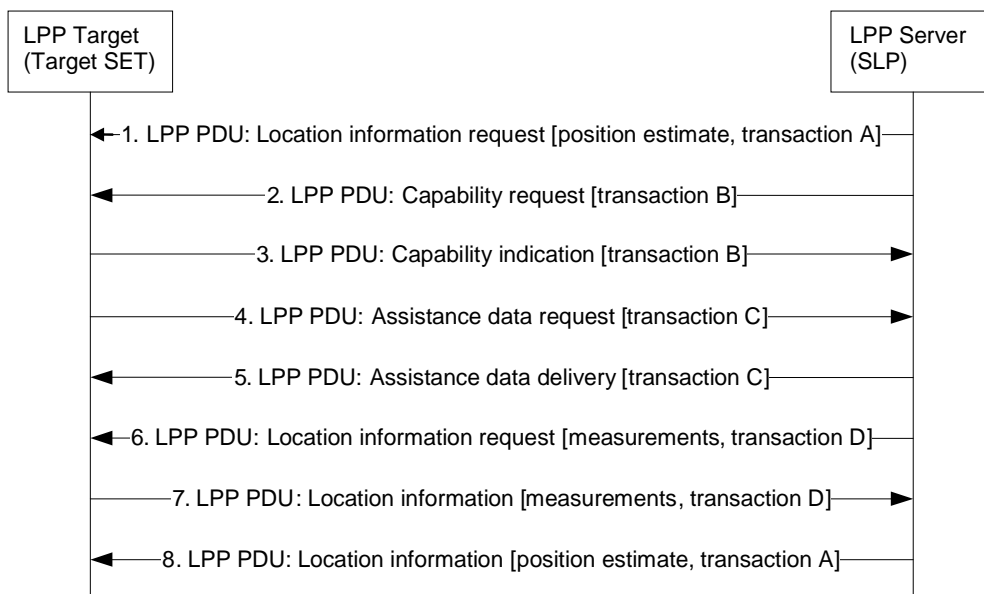 LPP Target
(Target SET)
LPP Server
(SLP)
1. LPP PDU: Location information request [position estimate, transaction A]
2. LPP PDU: Capability request [transaction B]
3. LPP PDU: Capability indication [transaction B]
4. LPP PDU: Assistance data request [transaction C]
5. LPP PDU: Assistance data delivery [transaction C]
6. LPP PDU: Location information request [measurements, transaction D]
7. LPP PDU: Location information [measurements, transaction D]
8. LPP PDU: Location information [position estimate, transaction A]